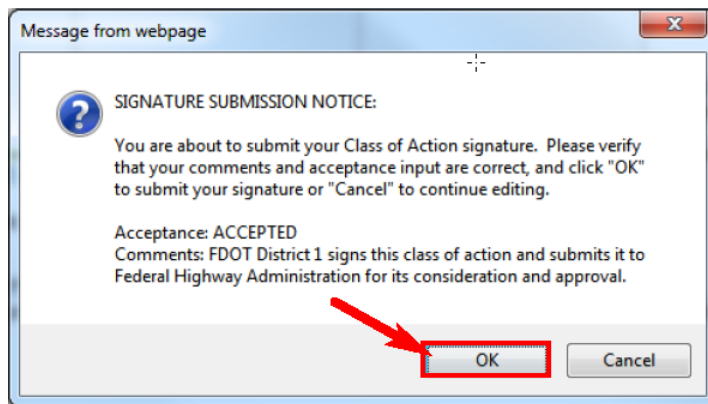 Message from webpage
SIGNATURE SUBMISSION NOTICE:
You are about to submit your Class of Action signature. Please verify
that your comments and acceptance input are correct, and click "OK"
to submit your signature or "Cancel" to continue editing.
Acceptance: ACCEPTED
Comments: FDOT District 1 signs this class of action and submits it to
Federal Highway Administration for its consideration and approval.
OK
Cancel